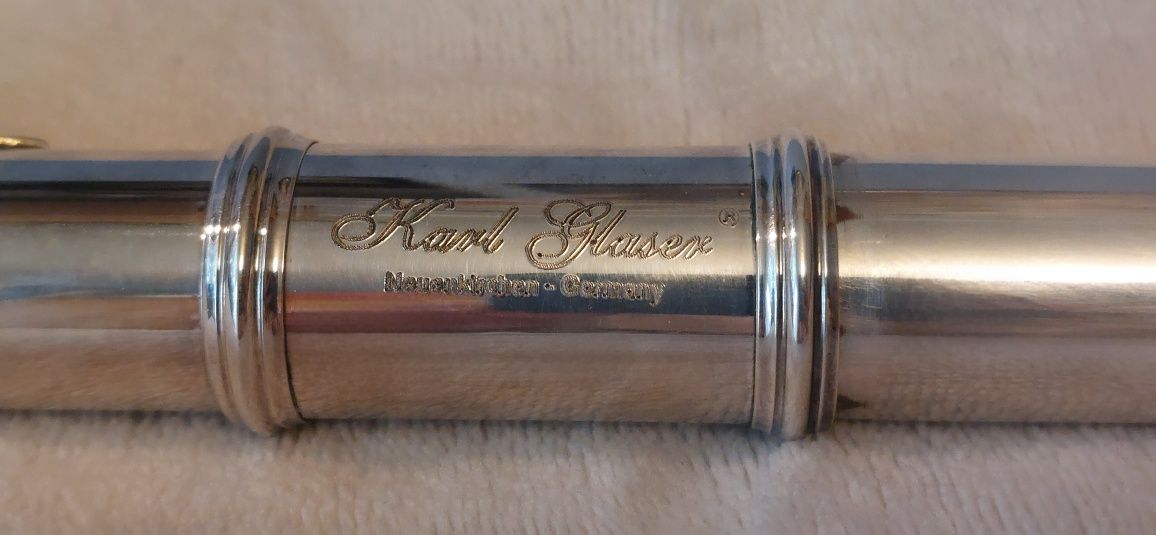 Karl Glaser ®
Neuenkirchen - Germany